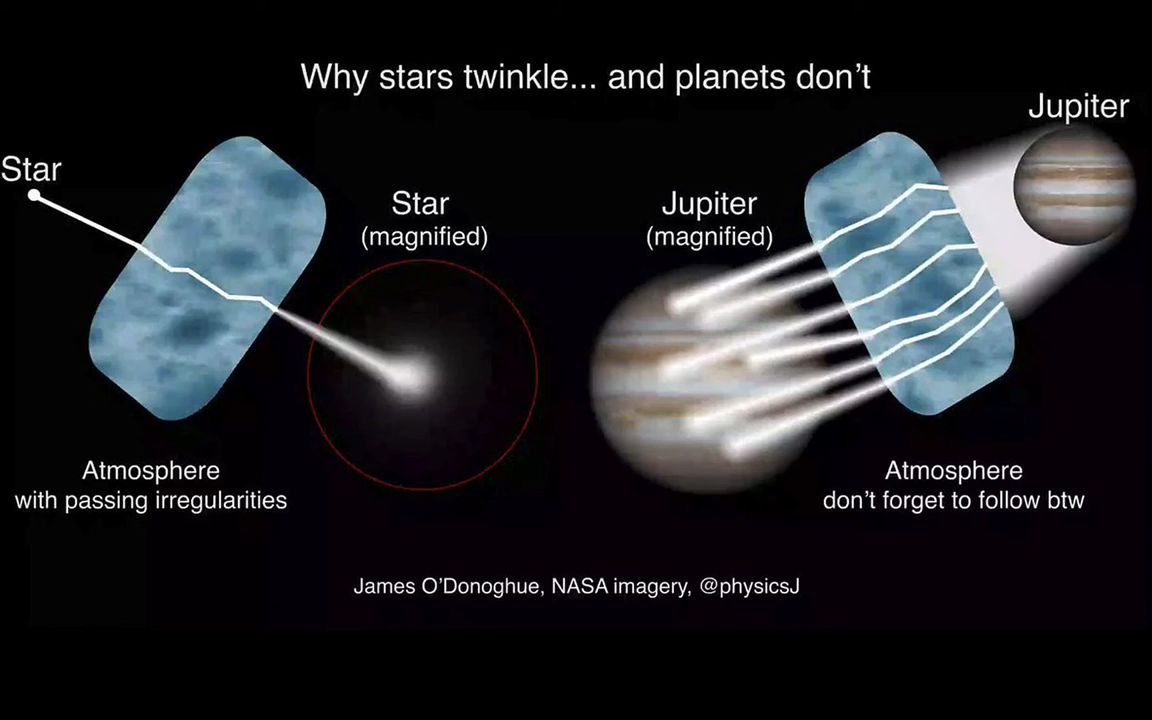 Why stars twinkle... and planets don't
Star
Star
(magnified)
Atmosphere
with passing irregularities
Jupiter
Jupiter
(magnified)
Atmosphere
don't forget to follow btw
James O'Donoghue, NASA imagery, @physicsJ